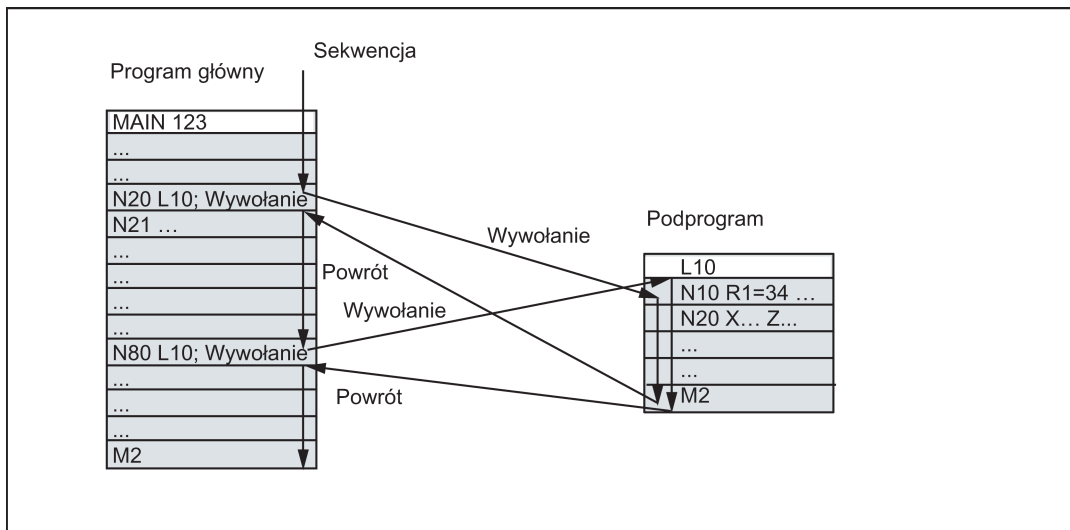 Sekwencja
Program główny
MAIN 123
...
...
N20 L10; Wywołanie
N21 ...
...
...
...
...
N80 L10; Wywołanie
...
...
...
M2
Wywołanie
Powrót
Wywołanie
Powrót
Podprogram
L10
N10 R1=34 ...
N20 X... Z...
...
...
M2